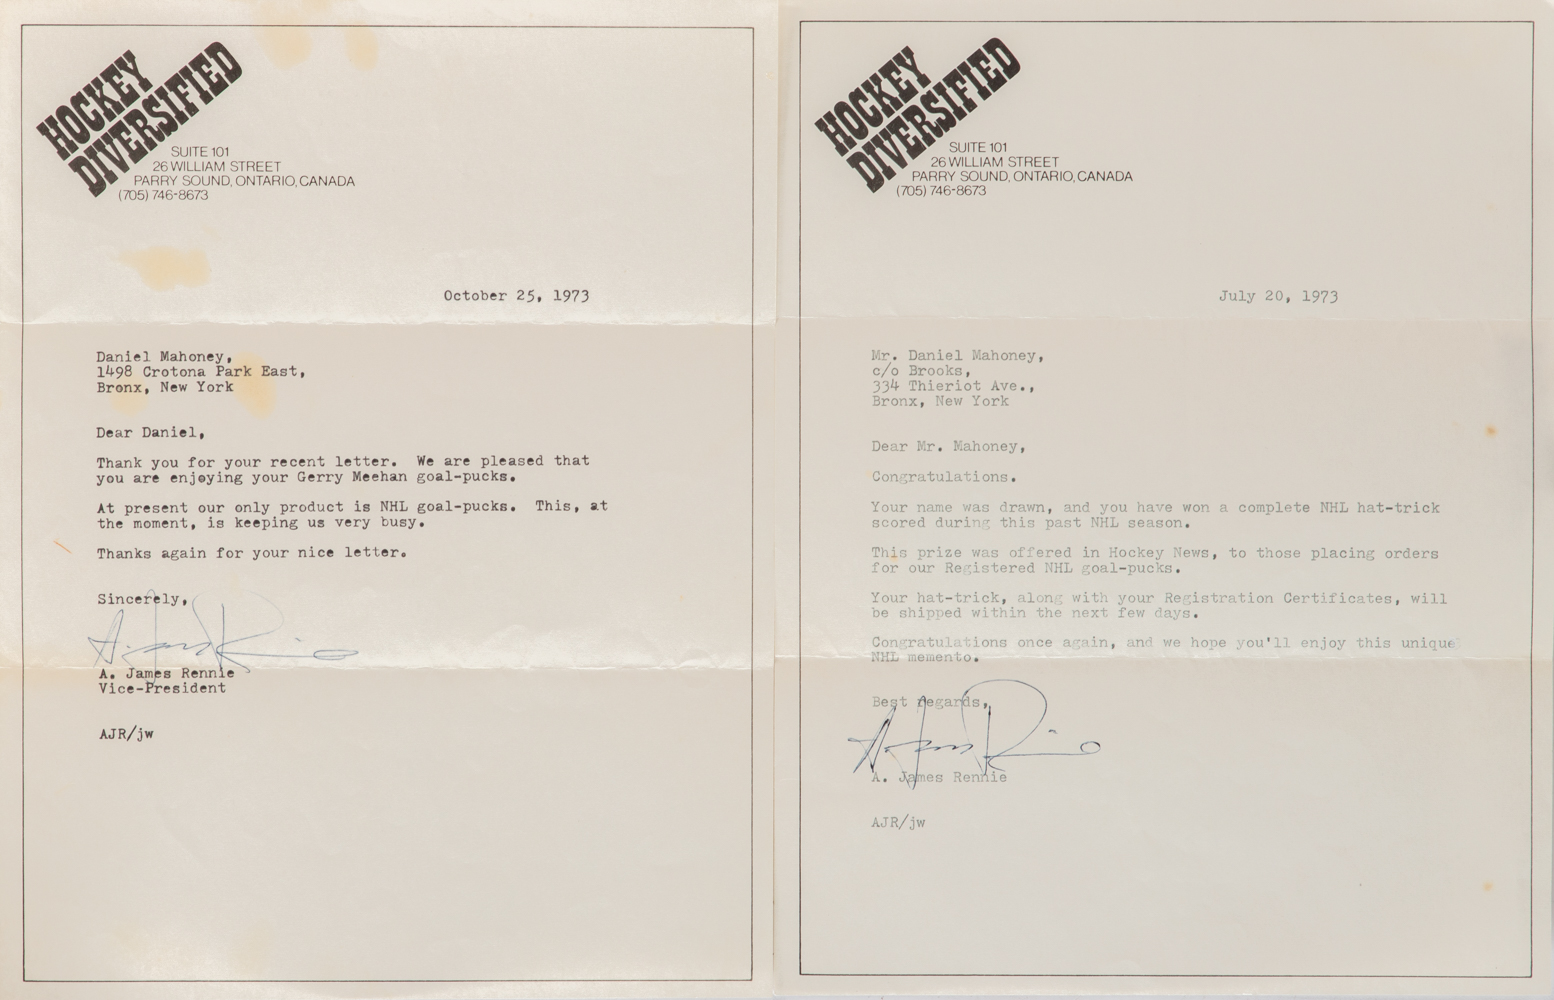 HOCKEY
DIVERSIFIED
SUITE 101
26 WILLIAM STREET
PARRY SOUND, ONTARIO, CANADA
(705) 746-8673
October 25, 1973
Daniel Mahoney,
1498 Crotona Park East,
Bronx, New York
Dear Daniel,
Thank you for your recent letter. We are pleased that
you are enjoying your Gerry Meehan goal-pucks.
At present our only product is NHL goal-pucks. This, at
the moment, is keeping us very busy.
Thanks again for your nice letter.
Sincerely,
A. James Rennie
A. James Rennie
Vice-President
AJR/jw
HOCKEY
DIVERSIFIED
SUITE 101
26 WILLIAM STREET
PARRY SOUND, ONTARIO, CANADA
(705) 746-8673
July 20, 1973
Mr. Daniel Mahoney,
c/o Brooks,
334 Thieriot Ave.,
Bronx, New York
Dear Mr. Mahoney,
Congratulations.
Your name was drawn, and you have won a complete NHL hat-trick
scored during this past NHL season.
This prize was offered in Hockey News, to those placing orders
for our Registered NHL goal-pucks.
Your hat-trick, along with your Registration Certificates, will
be shipped within the next few days.
Congratulations once again, and we hope you'll enjoy this unique
NHL memento.
Best regards,
A. James Rennie
A. James Rennie
AJR/jw